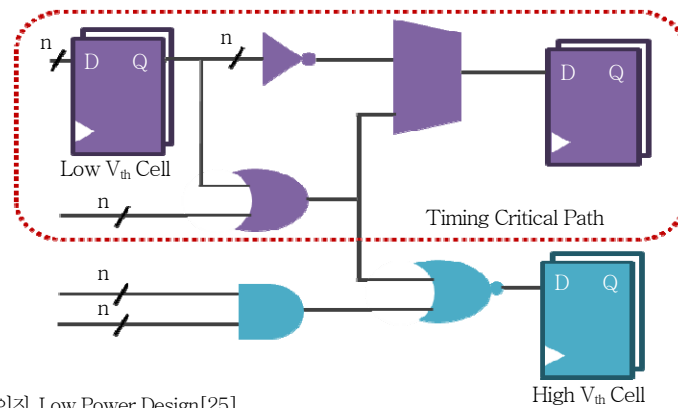 n
n
D Q
Low Vth Cell
n
Timing Critical Path
n
n
D Q
D Q
High Vth Cell
Low Power Design[25]